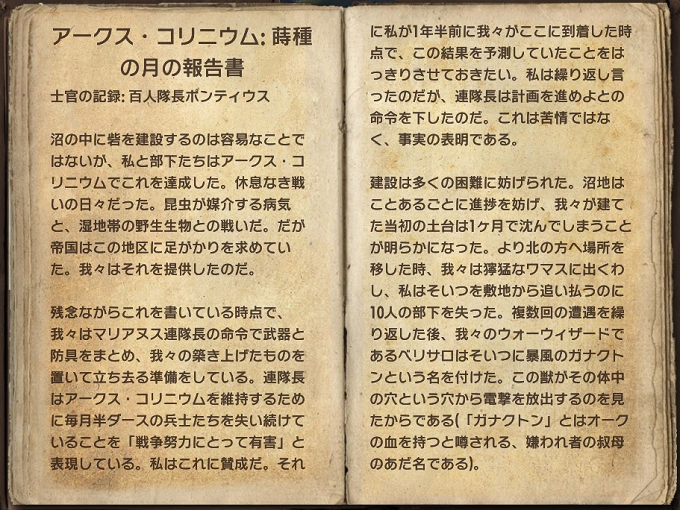 アークス・コリニウム: 蒔種
の月の報告書
士官の記録: 百人隊長ポンティウス
沼の中に砦を建設するのは容易なことで
はないが、私と部下たちはアークス・コ
リニウムでこれを達成した。休息なき戦
いの日々だった。昆虫が媒介する病気
と、湿地帯の野生生物との戦いだ。だが
帝国はこの地区に足がかりを求めてい
た。我々はそれを提供したのだ。
残念ながらこれを書いている時点で、
我々はマリアヌス連隊長の命令で武器と
防具をまとめ、我々の築き上げたものを
置いて立ち去る準備をしている。連隊長
はアークス・コリニウムを維持するため
に毎月半ダースの兵士たちを失い続けて
いることを「戦争努力にとって有害」と
表現している。私はこれに賛成だ。それ
に私が1年半前に我々がここに到着した時
点で、この結果を予測していたことをは
っきりさせておきたい。私は繰り返し言
ったのだが、連隊長は計画を進めよとの
命令を下したのだ。これは苦情ではな
く、事実の表明である。
建設は多くの困難に妨げられた。沼地は
ことあるごとに進捗を妨げ、我々が建て
た当初の土台は1ヶ月で沈んでしまうこと
が明らかになった。より北の方へ場所を
移した時、我々は獰猛なワマスに出くわ
し、私はそいつを敷地から追い払うのに
10人の部下を失った。複数回の遭遇を繰
り返した後、我々のウォーウィザードで
あるベリサロはそいつに暴風のガナクト
ンという名を付けた。この獣がその体中
の穴という穴から電撃を放出するのを見
たからである(「ガナクトン」とはオーク
の血を持つと噂される、嫌われ者の叔母
のあだ名である)。